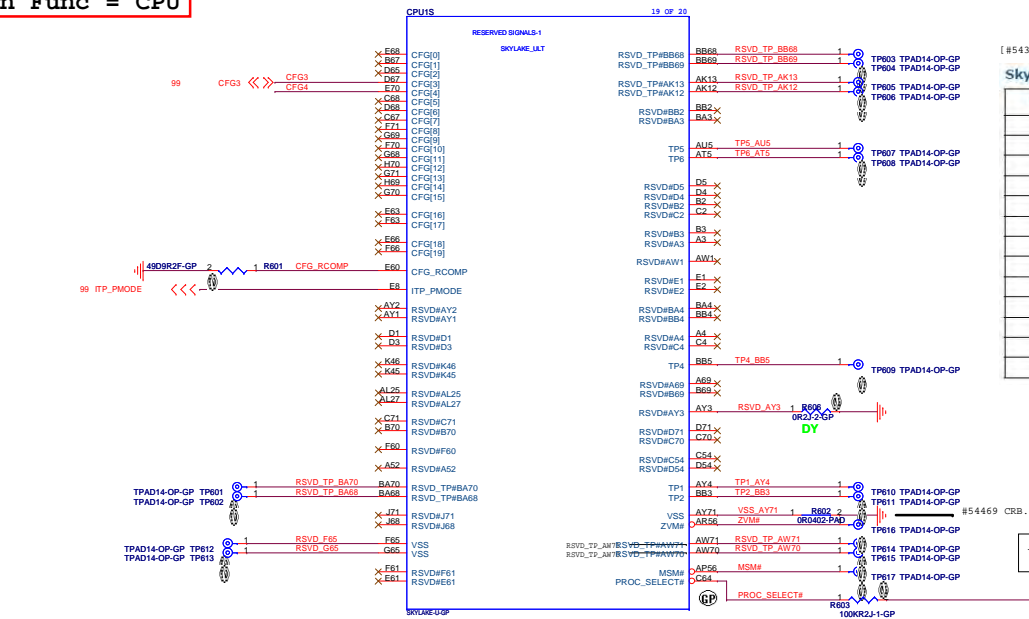 n Func = CPU
CPU1S
19 OF 20
RESERVED SIGNALS-1
SKYLAKE_ULT
[#543
Sky
E68 CFG[0]
B67 CFG[1]
D65 CFG[2]
99 CFG3 CFG3 D67 CFG[3]
CFG4 E70 CFG[4]
C68 CFG[5]
D68 CFG[6]
C67 CFG[7]
F71 CFG[8]
G69 CFG[9]
F70 CFG[10]
G68 CFG[11]
H70 CFG[12]
G71 CFG[13]
H69 CFG[14]
G70 CFG[15]
E63 CFG[16]
F63 CFG[17]
E66 CFG[18]
F66 CFG[19]
49D9R2F-GP 2 1 R601 CFG_RCOMP E60 CFG_RCOMP
99 ITP_PMODE E8 ITP_PMODE
AY2 RSVD#AY2
AY1 RSVD#AY1
D1 RSVD#D1
D3 RSVD#D3
K46 RSVD#K46
K45 RSVD#K45
AL25 RSVD#AL25
AL27 RSVD#AL27
C71 RSVD#C71
B70 RSVD#B70
F60 RSVD#F60
A52 RSVD#A52
TPAD14-OP-GP TP601 1 RSVD_TP_BA70 BA70 RSVD_TP#BA70
TPAD14-OP-GP TP602 1 RSVD_TP_BA68 BA68 RSVD_TP#BA68
J71 RSVD#J71
J68 RSVD#J68
TPAD14-OP-GP TP612 1 RSVD_F65 F65 VSS
TPAD14-OP-GP TP613 1 RSVD_G65 G65 VSS
F61 RSVD#F61
E61 RSVD#E61
SKYLAKE-U-GP
RSVD_TP#BB68 BB68 RSVD_TP_BB68 1 TP603 TPAD14-OP-GP
RSVD_TP#BB69 BB69 RSVD_TP_BB69 1 TP604 TPAD14-OP-GP
RSVD_TP#AK13 AK13 RSVD_TP_AK13 1 TP605 TPAD14-OP-GP
RSVD_TP#AK12 AK12 RSVD_TP_AK12 1 TP606 TPAD14-OP-GP
RSVD#BB2 BB2
RSVD#BA3 BA3
TP5 AU5 TP5_AU5 1 TP607 TPAD14-OP-GP
TP6 AT5 TP6_AT5 1 TP608 TPAD14-OP-GP
RSVD#D5 D5
RSVD#D4 D4
RSVD#B2 B2
RSVD#C2 C2
RSVD#B3 B3
RSVD#A3 A3
RSVD#AW1 AW1
RSVD#E1 E1
RSVD#E2 E2
RSVD#BA4 BA4
RSVD#BB4 BB4
RSVD#A4 A4
RSVD#C4 C4
TP4 BB5 TP4_BB5 1 TP609 TPAD14-OP-GP
RSVD#A69 A69
RSVD#B69 B69
RSVD#AY3 AY3 RSVD_AY3 1 R606
0R2J-2-GP
DY
RSVD#D71 D71
RSVD#C70 C70
RSVD#C54 C54
RSVD#D54 D54
TP1 AY4 TP1_AY4 1 TP610 TPAD14-OP-GP
TP2 BB3 TP2_BB3 1 TP611 TPAD14-OP-GP
VSS AY71 VSS_AY71 1 R602 2 #54469 CRB.
0R0402-PAD
ZVM# AR56 ZVM# 1 TP616 TPAD14-OP-GP
RSVD_TP_AW71 RSVD_TP#AW71 AW71 RSVD_TP_AW71 1 TP614 TPAD14-OP-GP
RSVD_TP_AW70 RSVD_TP#AW70 AW70 RSVD_TP_AW70 1 TP615 TPAD14-OP-GP
MSM# AP56 MSM# 1 TP617 TPAD14-OP-GP
PROC_SELECT# C64 PROC_SELECT# R603
100KR2J-1-GP
GP